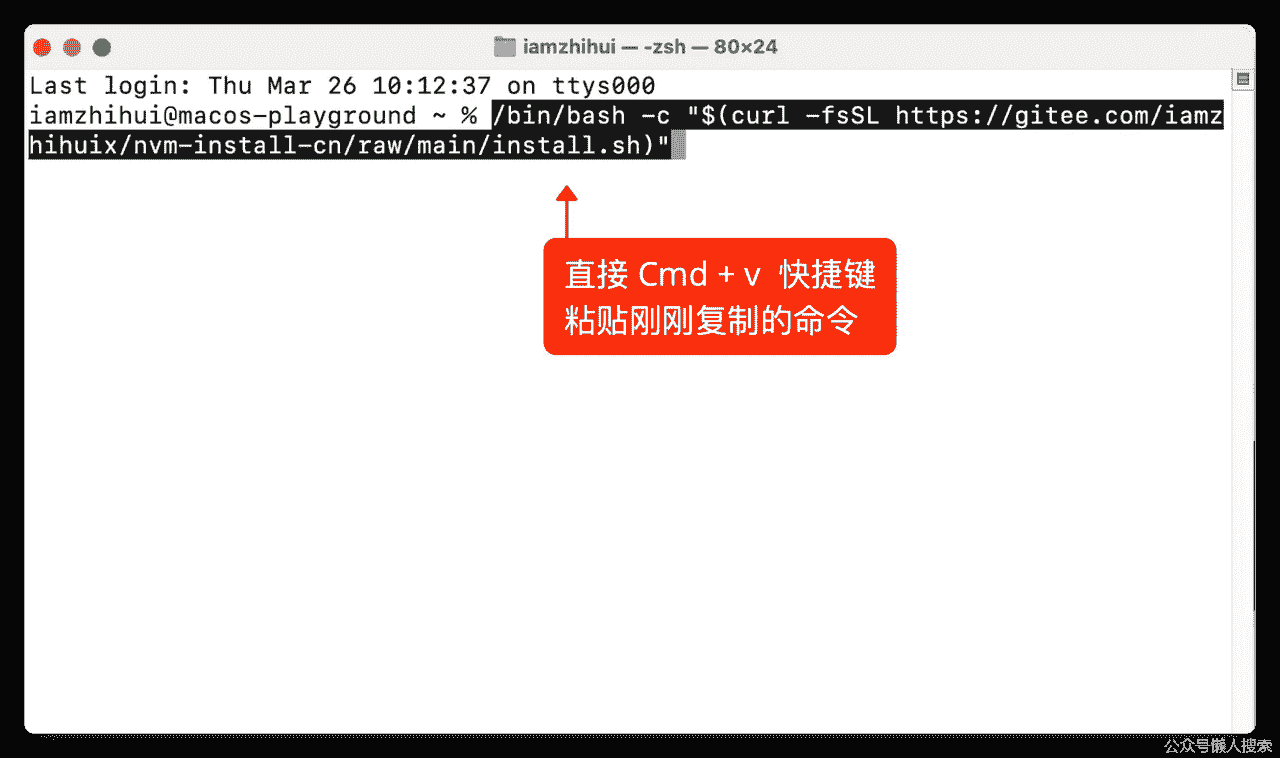 iamzhihui — -zsh — 80×24
Last login: Thu Mar 26 10:12:37 on ttys000
iamzhihui@macos-playground ~ % /bin/bash -c "$(curl -fsSL https://gitee.com/iamz
hihuix/nvm-install-cn/raw/main/install.sh)"
直接 Cmd + v 快捷键
粘贴刚刚复制的命令
公众号懒人搜索